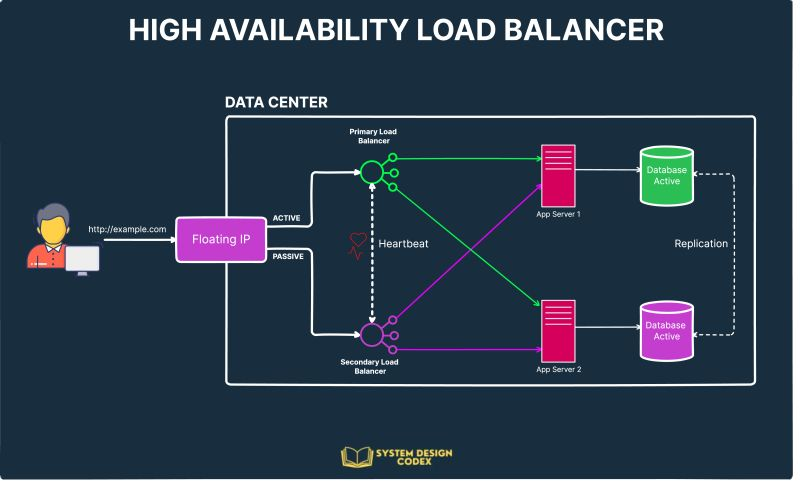 HIGH AVAILABILITY LOAD BALANCER
DATA CENTER
Primary Load
Balancer
http://example.com
Floating IP
ACTIVE
PASSIVE
Heartbeat
Secondary Load
Balancer
App Server 1
App Server 2
Database
Active
Replication
Database
Active
SYSTEM DESIGN
CODEX